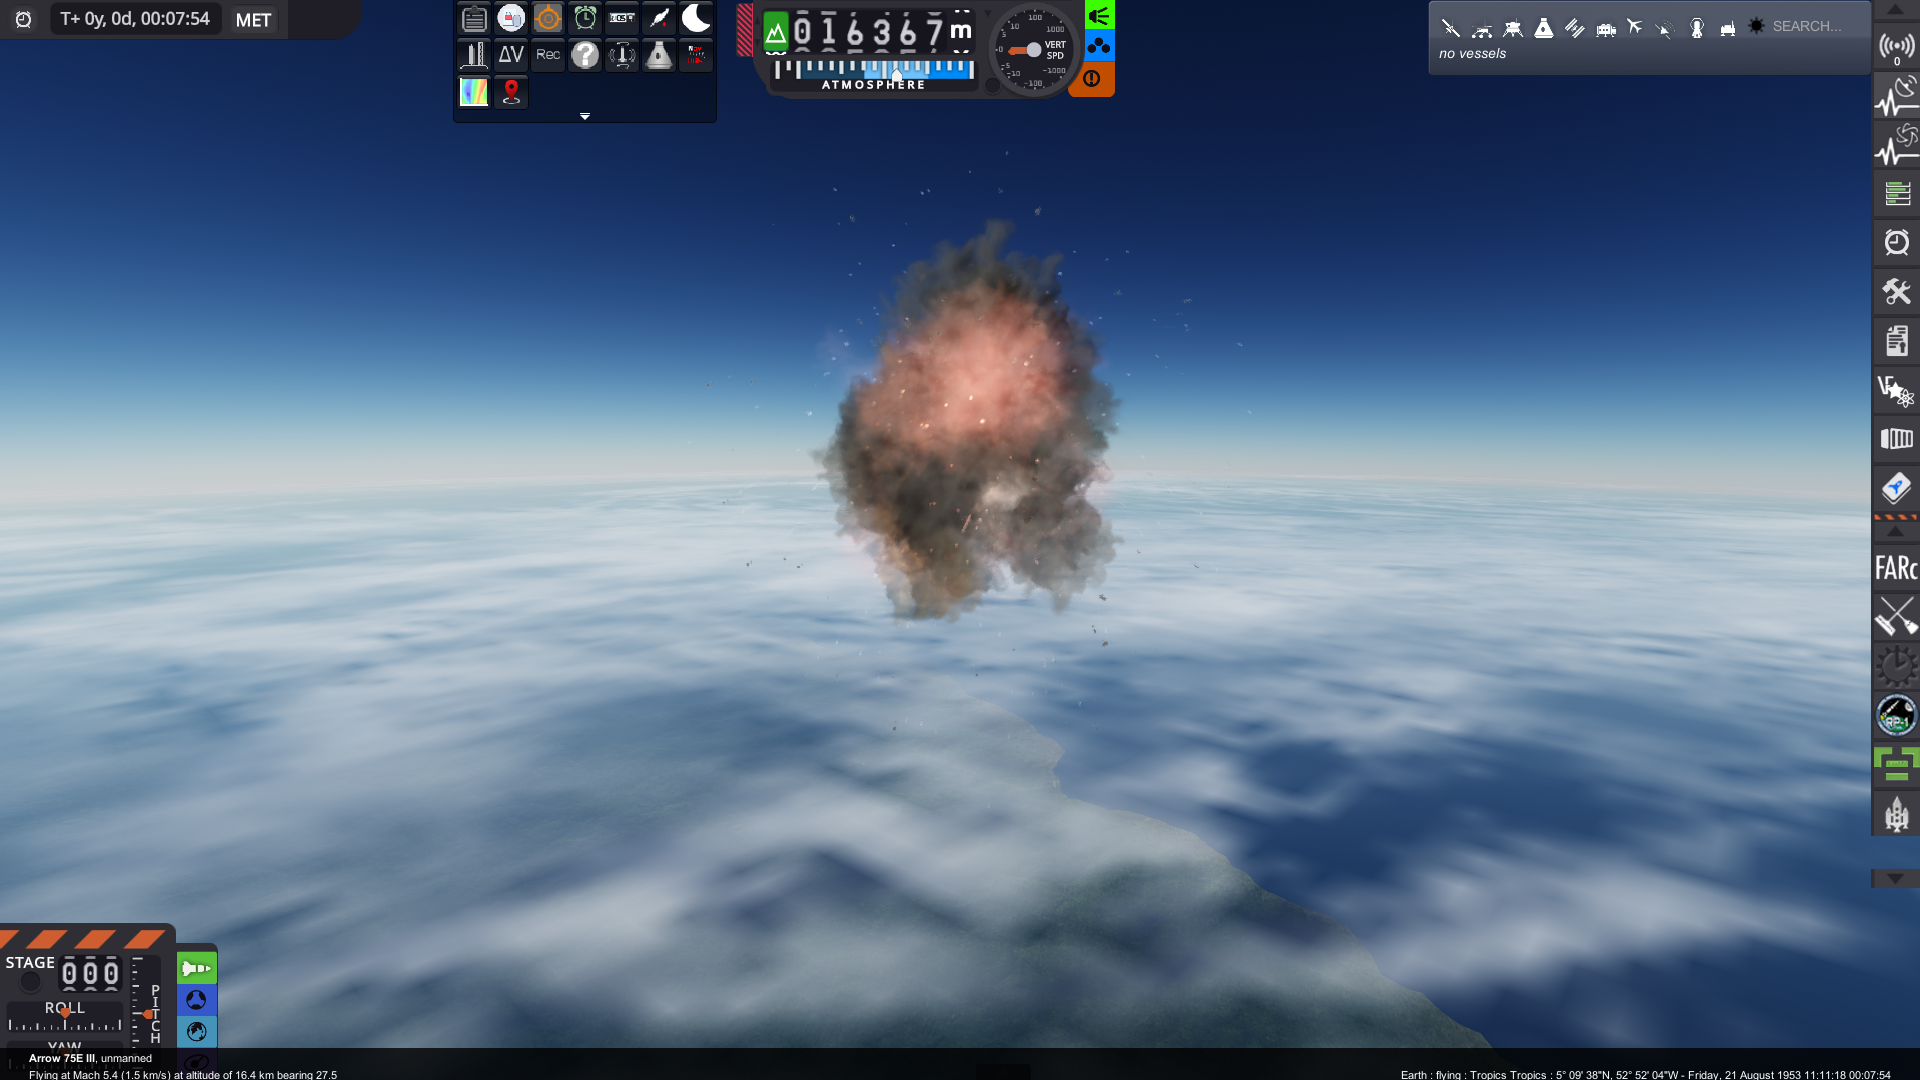 T+ 0y, 0d, 00:07:54 MET
ΔV Rec
016367 m
ATMOSPHERE
100
10 1000
VERT
SPD
-10 -1000
-100
SEARCH...
no vessels
0
FARc
RP-1
STAGE 000
ROLL
PITCH
YAW
Arrow 75E III, unmanned
Flying at Mach 5.4 (1.5 km/s) at altitude of 16.4 km bearing 27.5
Earth : flying : Tropics Tropics : 5° 09' 38"N, 52° 52' 04"W - Friday, 21 August 1953 11:11:18 00:07:54